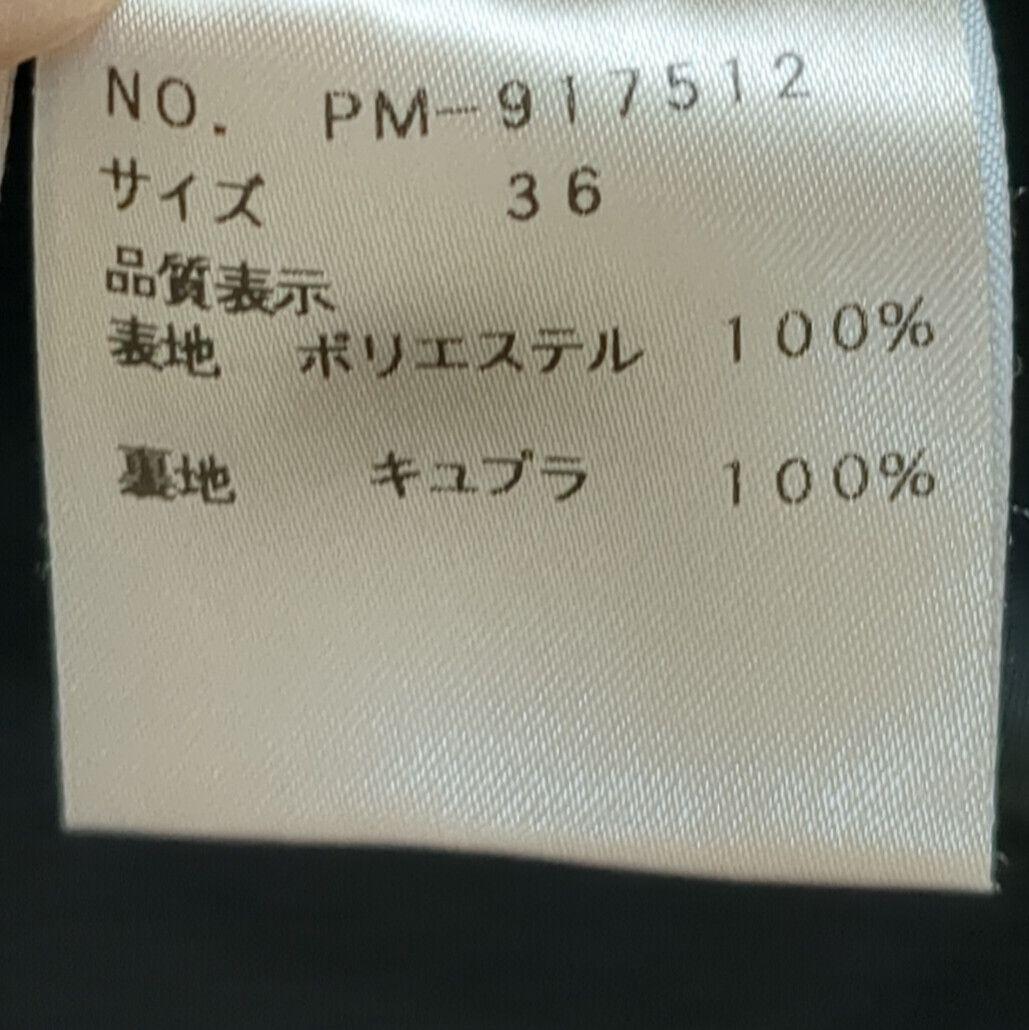 NO. PM-917512
サイズ 36
品質表示
表地 ポリエステル 100%
裏地 キュプラ 100%